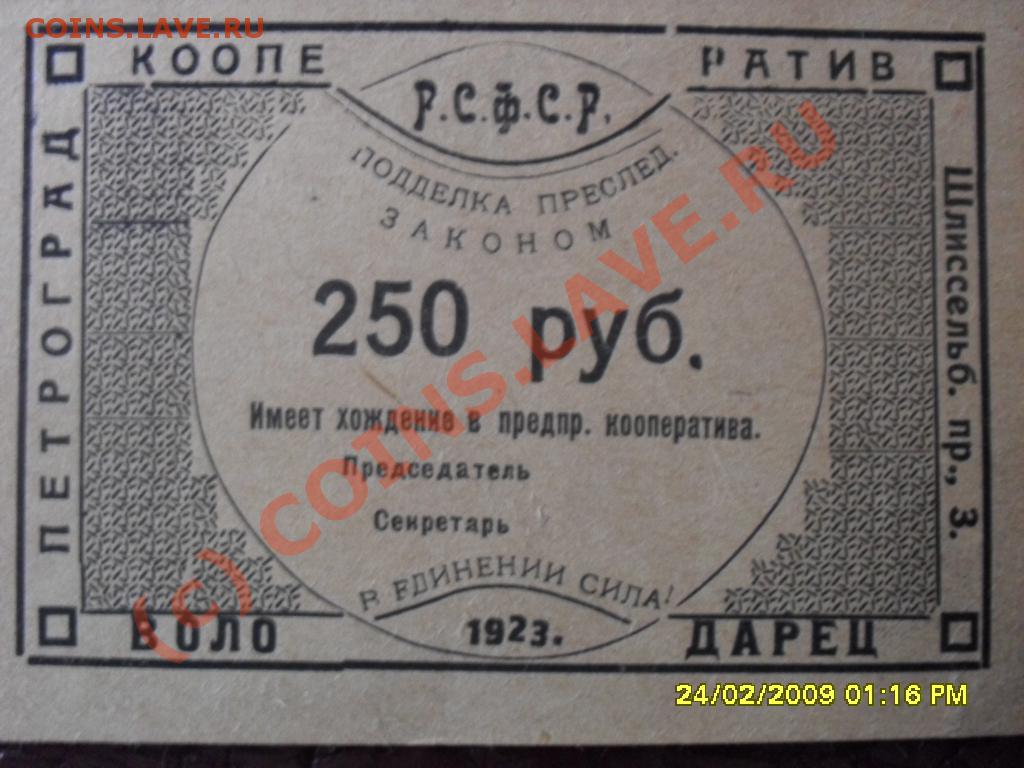 COINS.LAVE.RU
КООПЕ РАТИВ
Р.С.Ф.С.Р.
ПЕТРОГРАД
Шлиссельб. пр., 3.
ПОДДЕЛКА ПРЕСЛЕД.
ЗАКОНОМ
250 руб.
Имеет хождение в предпр. кооператива.
Председатель
Секретарь
В ЕДИНЕНИИ СИЛА!
1923.
ВОЛО ДАРЕЦ
(c) COINS.LAVE.RU
24/02/2009 01:16 PM